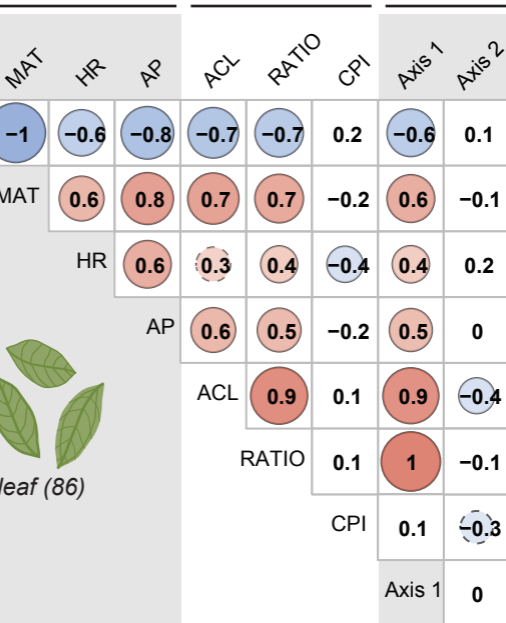 MAT HR AP ACL RATIO CPI Axis 1 Axis 2
−1 −0.6 −0.8 −0.7 −0.7 0.2 −0.6 0.1
MAT 0.6 0.8 0.7 0.7 −0.2 0.6 −0.1
HR 0.6 0.3 0.4 −0.4 0.4 0.2
AP 0.6 0.5 −0.2 0.5 0
ACL 0.9 0.1 0.9 −0.4
RATIO 0.1 1 −0.1
leaf (86)
CPI 0.1 −0.3
Axis 1 0